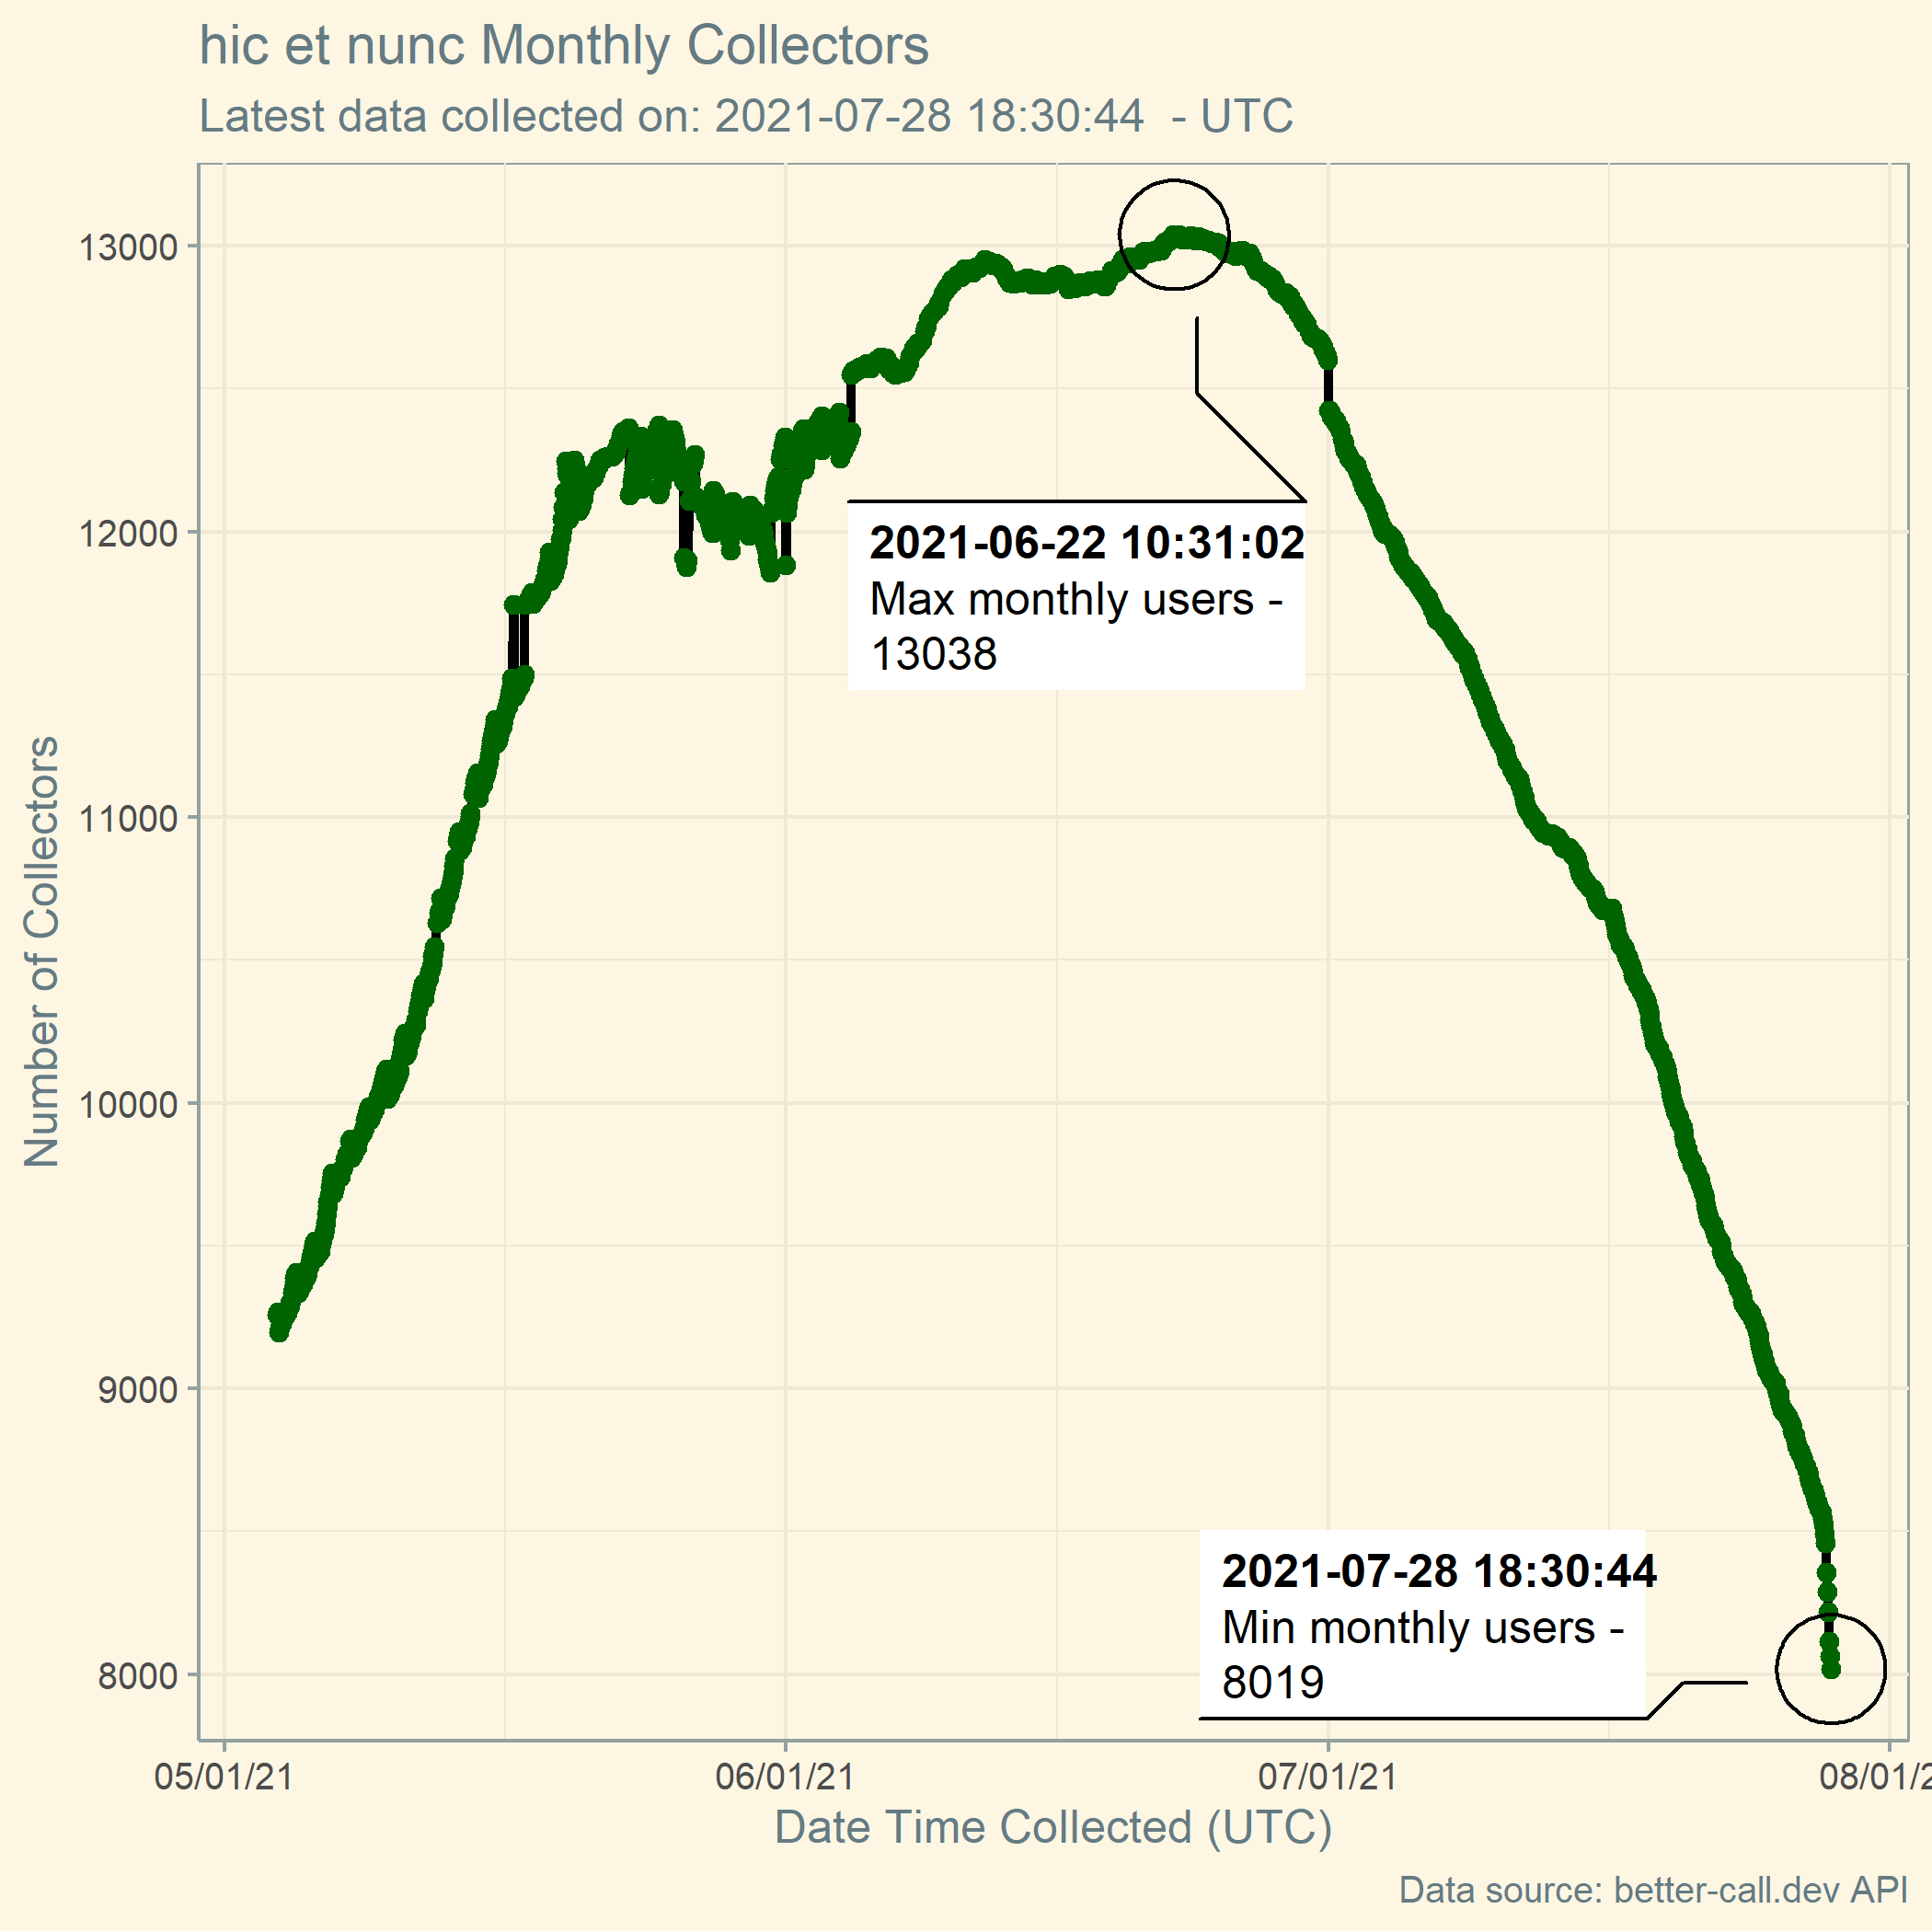 hic et nunc Monthly Collectors
Latest data collected on: 2021-07-28 18:30:44  - UTC
Number of Collectors
13000
12000
11000
10000
9000
8000
2021-06-22 10:31:02
Max monthly users -
13038
2021-07-28 18:30:44
Min monthly users -
8019
05/01/21 06/01/21 07/01/21 08/01/2
Date Time Collected (UTC)
Data source: better-call.dev API